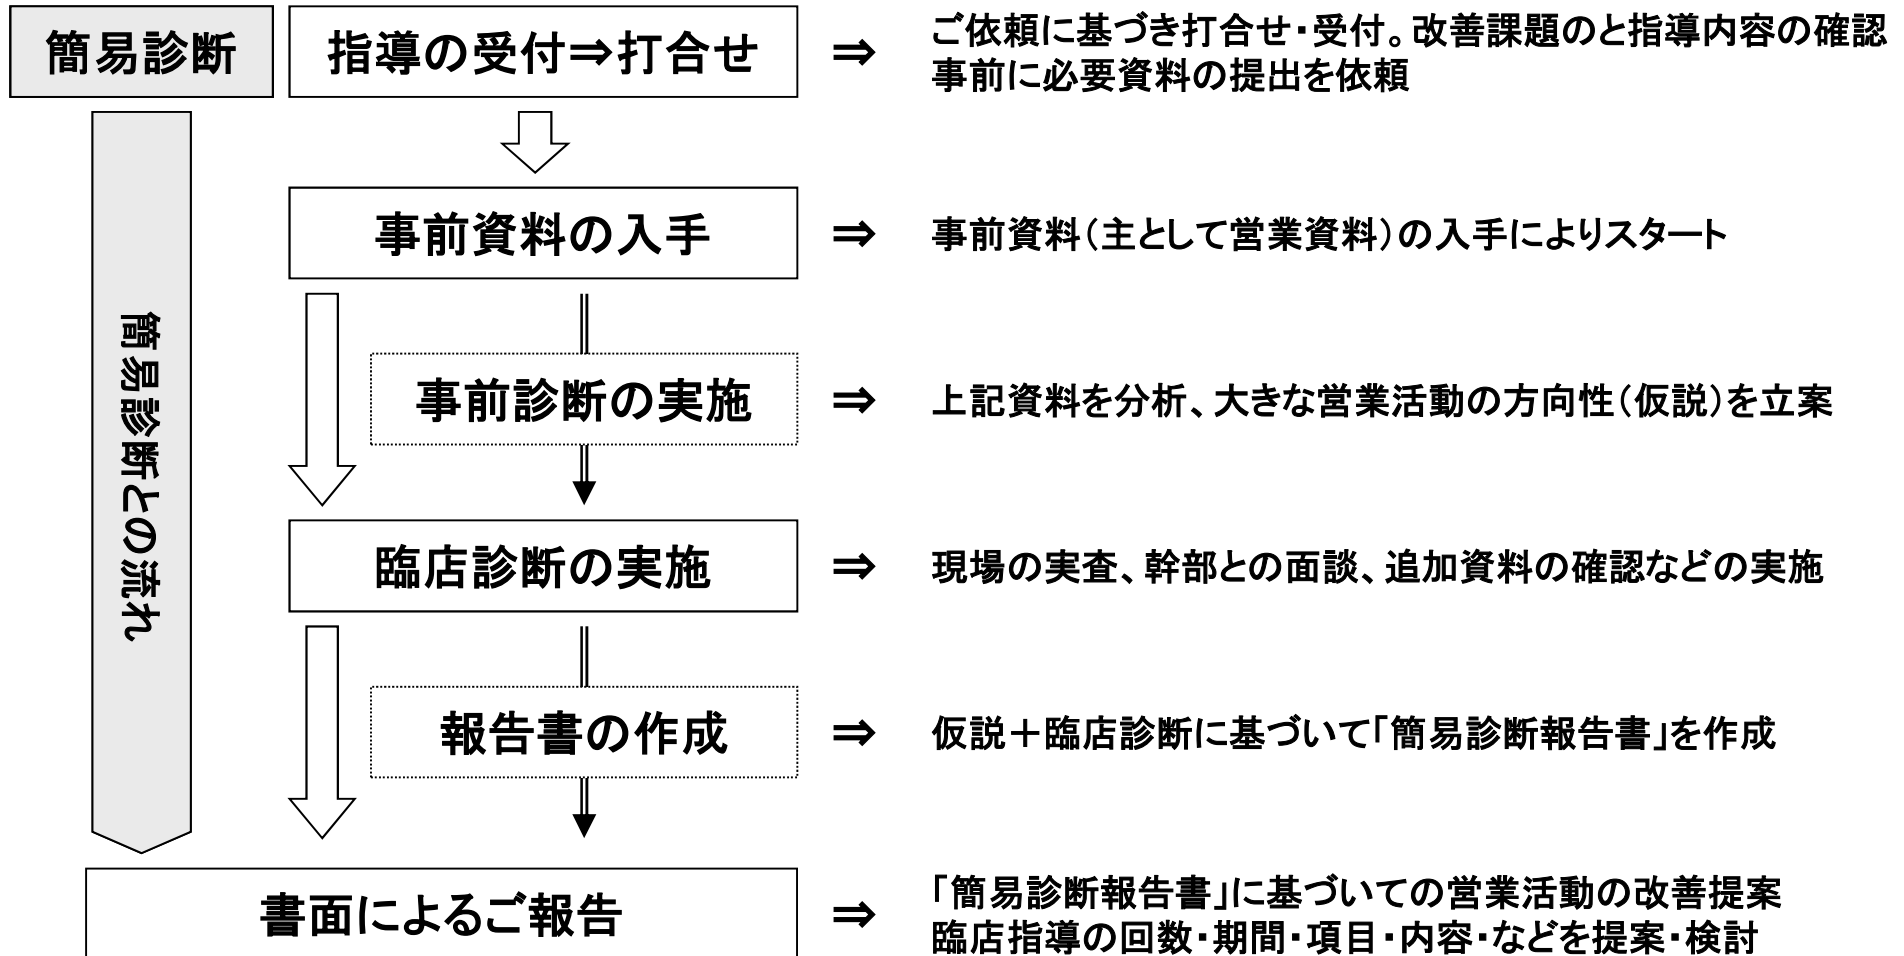 簡易診断
指導の受付⇒打合せ
⇒
ご依頼に基づき打合せ・受付。改善課題のと指導内容の確認
事前に必要資料の提出を依頼
簡易診断との流れ
事前資料の入手
⇒
事前資料（主として営業資料）の入手によりスタート
事前診断の実施
⇒
上記資料を分析、大きな営業活動の方向性（仮説）を立案
臨店診断の実施
⇒
現場の実査、幹部との面談、追加資料の確認などの実施
報告書の作成
⇒
仮説＋臨店診断に基づいて「簡易診断報告書」を作成
書面によるご報告
⇒
「簡易診断報告書」に基づいての営業活動の改善提案
臨店指導の回数・期間・項目・内容・などを提案・検討